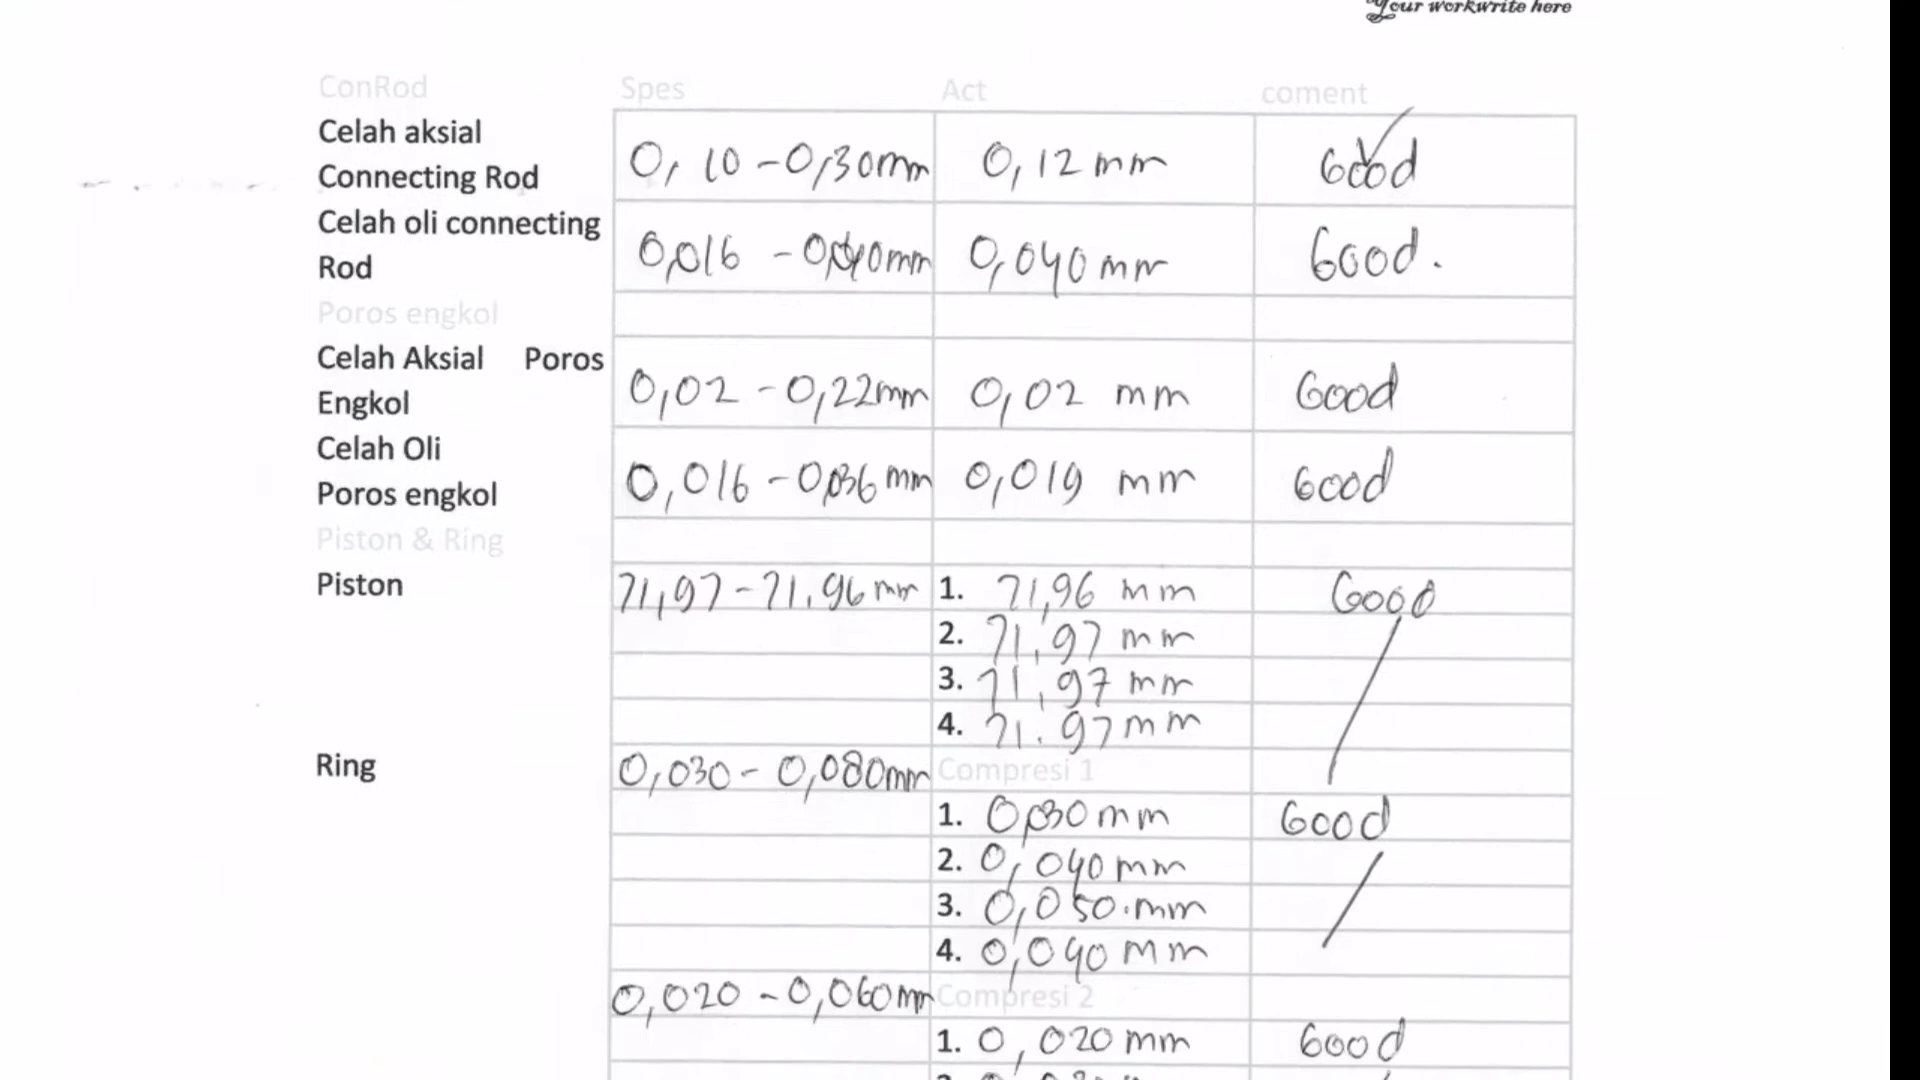 Your workwrite here
ConRod Spes Act coment
Celah aksial
Connecting Rod 0,10 - 0,30mm 0,12 mm Good
Celah oli connecting
Rod 0,016 - 0,040mm 0,040 mm Good.
Poros engkol
Celah Aksial Poros
Engkol 0,02 - 0,22mm 0,02 mm Good
Celah Oli
Poros engkol 0,016 - 0,036 mm 0,019 mm Good
Piston & Ring
Piston 71,97 - 71.96 mm 1. 71,96 mm Good
2. 71,97 mm
3. 71,97 mm
4. 71.97 mm
Ring 0,030 - 0,080mm Compresi 1
1. 0,030 mm Good
2. 0,040 mm
3. 0,050.mm
4. 0,040 mm
0,020 - 0,060mm Compresi 2
1. 0,020 mm Good